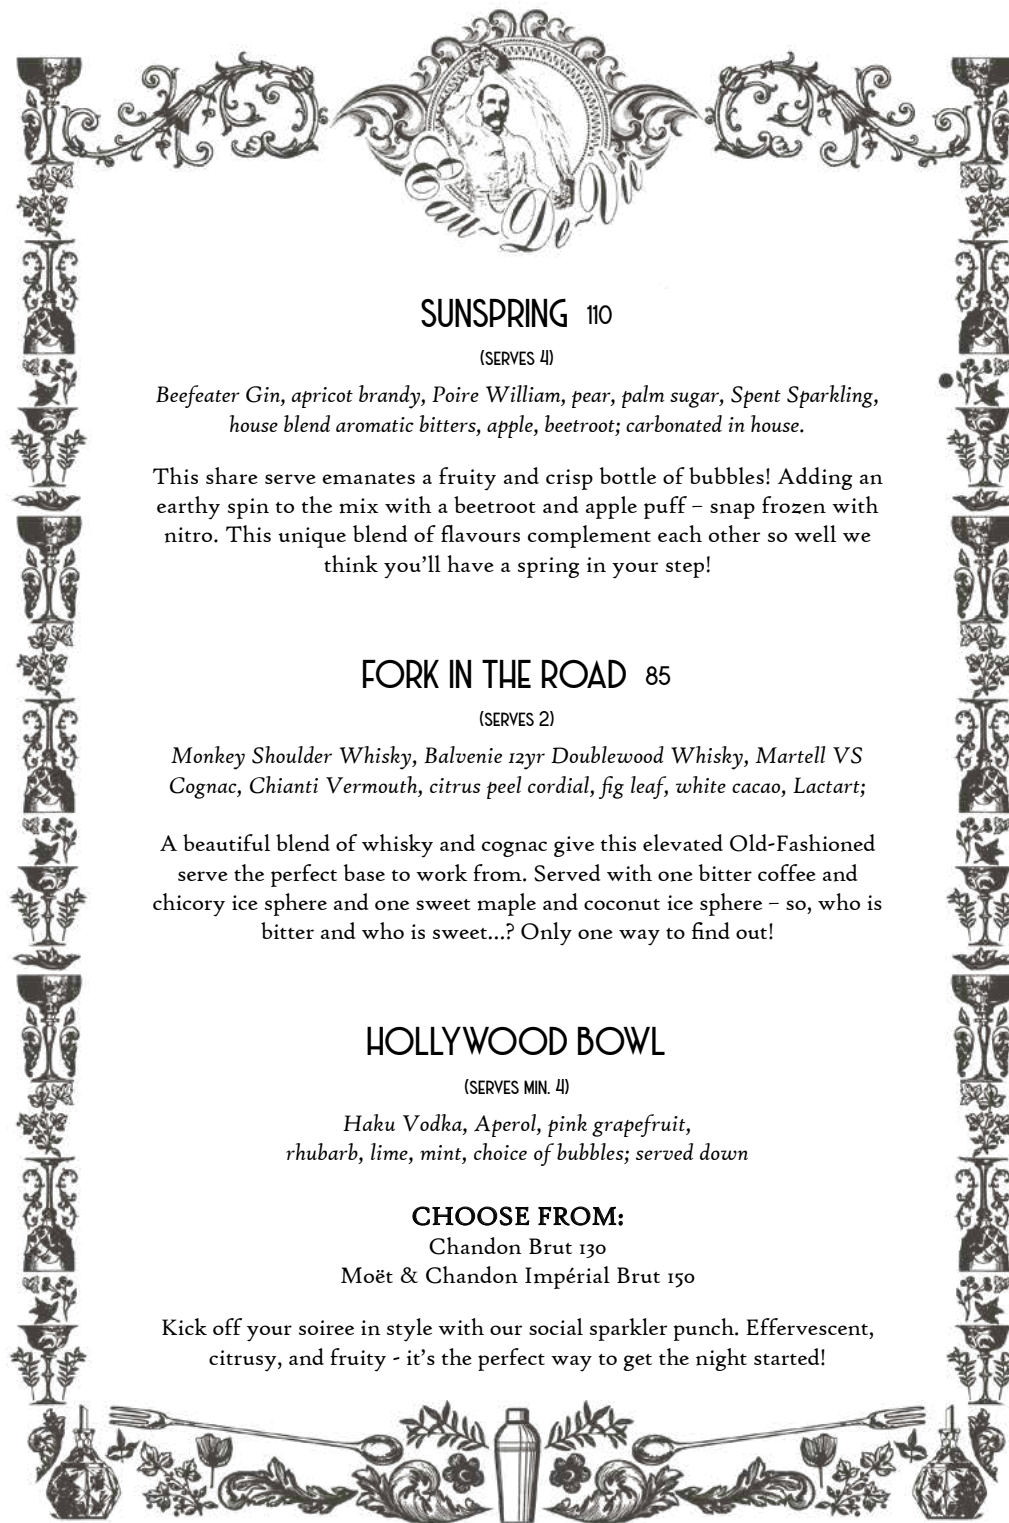 Eau-De-Vie
SUNSPRING 110
(SERVES 4)
Beefeater Gin, apricot brandy, Poire William, pear, palm sugar, Spent Sparkling,
house blend aromatic bitters, apple, beetroot; carbonated in house.
This share serve emanates a fruity and crisp bottle of bubbles! Adding an
earthy spin to the mix with a beetroot and apple puff – snap frozen with
nitro. This unique blend of flavours complement each other so well we
think you’ll have a spring in your step!
FORK IN THE ROAD 85
(SERVES 2)
Monkey Shoulder Whisky, Balvenie 12yr Doublewood Whisky, Martell VS
Cognac, Chianti Vermouth, citrus peel cordial, fig leaf, white cacao, Lactart;
A beautiful blend of whisky and cognac give this elevated Old-Fashioned
serve the perfect base to work from. Served with one bitter coffee and
chicory ice sphere and one sweet maple and coconut ice sphere – so, who is
bitter and who is sweet...? Only one way to find out!
HOLLYWOOD BOWL
(SERVES MIN. 4)
Haku Vodka, Aperol, pink grapefruit,
rhubarb, lime, mint, choice of bubbles; served down
CHOOSE FROM:
Chandon Brut 130
Moët & Chandon Impérial Brut 150
Kick off your soiree in style with our social sparkler punch. Effervescent,
citrusy, and fruity - it’s the perfect way to get the night started!